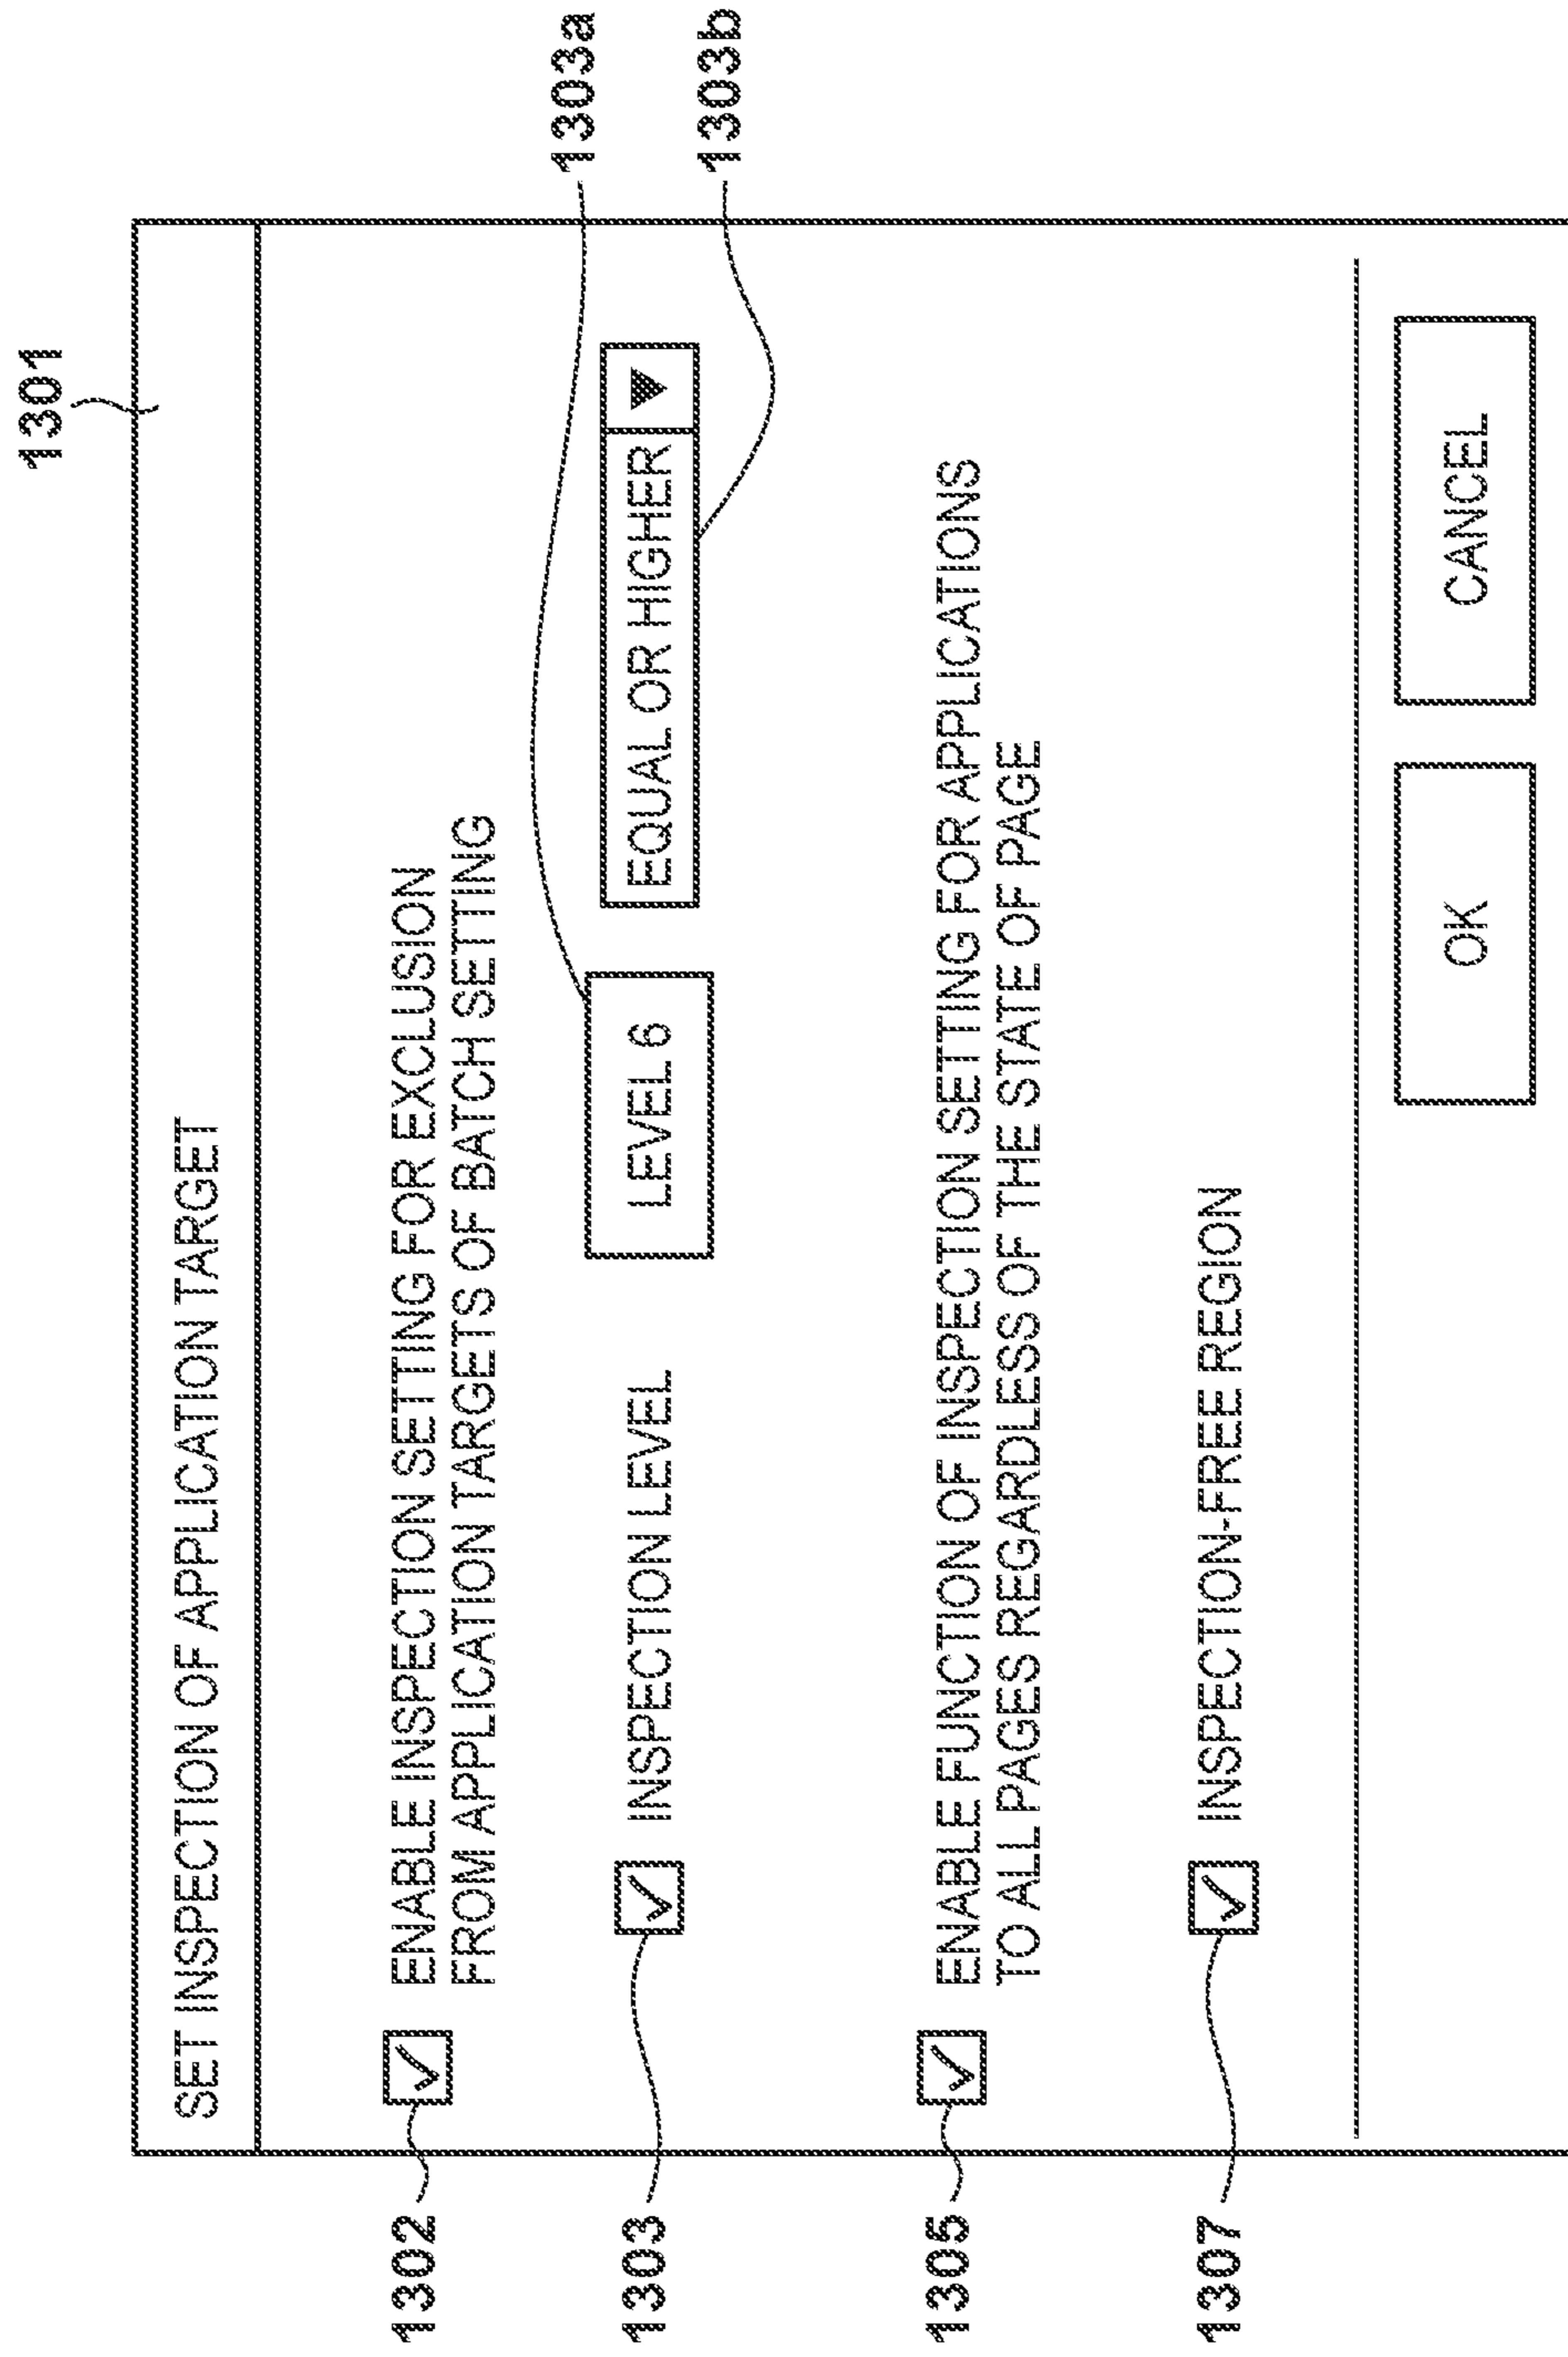 1301
SET INSPECTION OF APPLICATION TARGET
1302
ENABLE INSPECTION SETTING FOR EXCLUSION
FROM APPLICATION TARGETS OF BATCH SETTING
1303a
1303
INSPECTION LEVEL
LEVEL 6
EQUAL OR HIGHER ▼
1303b
1305
ENABLE FUNCTION OF INSPECTION SETTING FOR APPLICATIONS
TO ALL PAGES REGARDLESS OF THE STATE OF PAGE
1307
INSPECTION-FREE REGION
OK
CANCEL